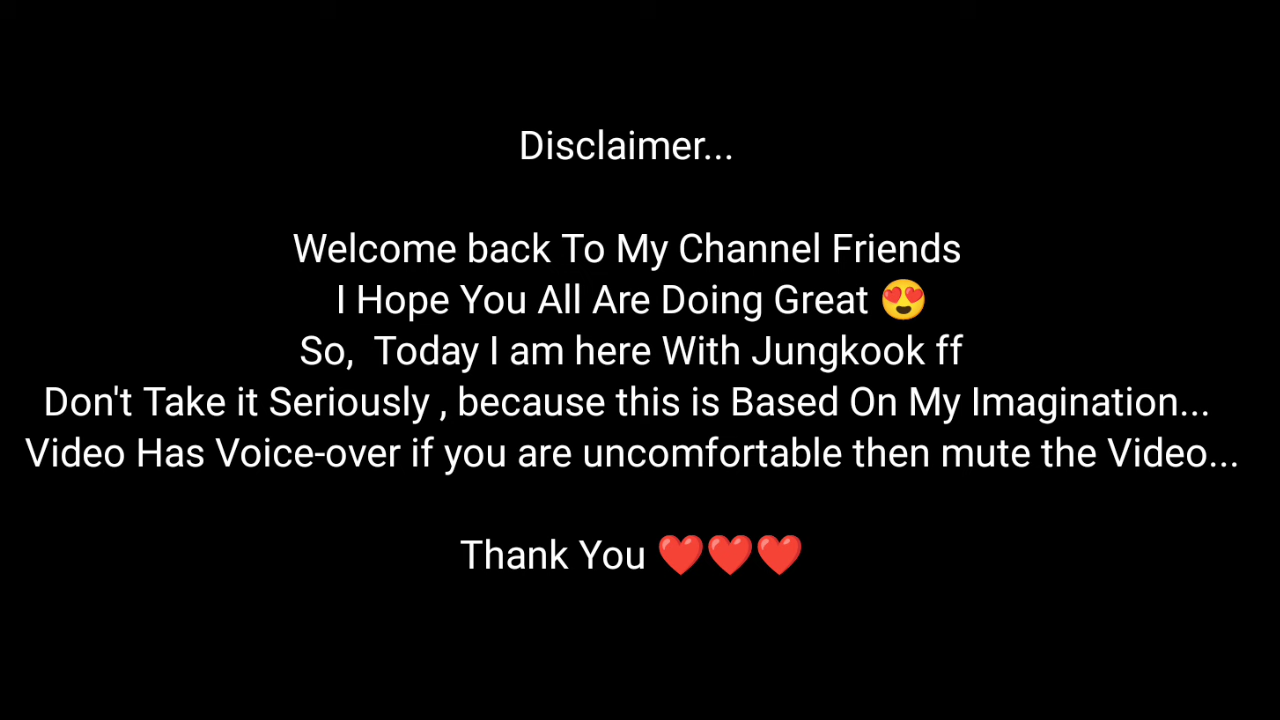 Disclaimer...
Welcome back To My Channel Friends
I Hope You All Are Doing Great 😍
So,  Today I am here With Jungkook ff
Don't Take it Seriously , because this is Based On My Imagination...
Video Has Voice-over if you are uncomfortable then mute the Video...
Thank You ❤️❤️❤️